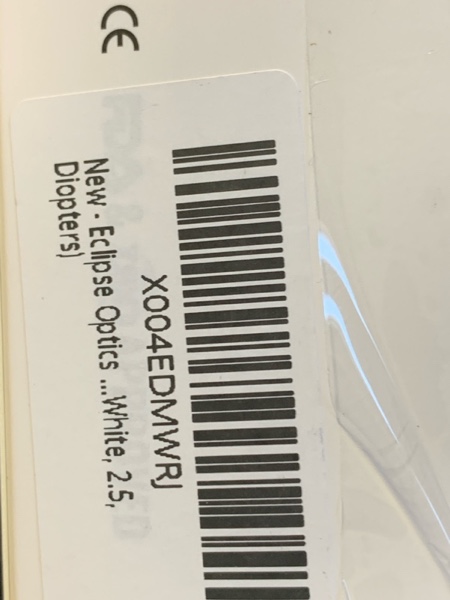 CE
X004EDMWRJ
New - Eclipse Optics ...White, 2.5,
Diopters)